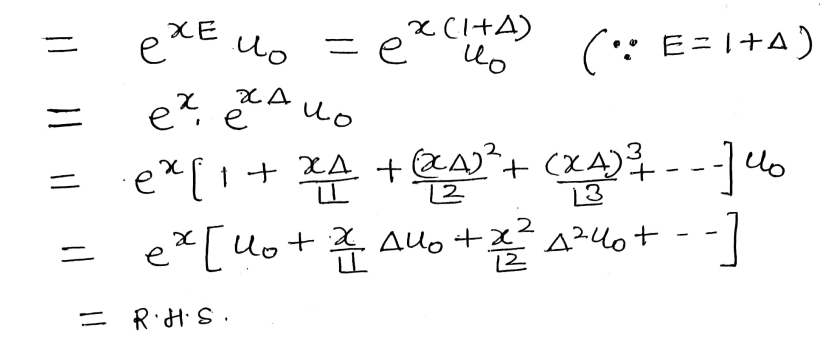 = e^{xE} u₀ = e^{x(1+Δ)} u₀ (∵ E = 1+Δ)
= e^x. e^{xΔ} u₀
= e^x [ 1 + xΔ/∟1 + (xΔ)²/∟2 + (xΔ)³/∟3 + - - - ] u₀
= e^x [ u₀ + x/∟1 Δu₀ + x²/∟2 Δ²u₀ + - - ]
= R.H.S.